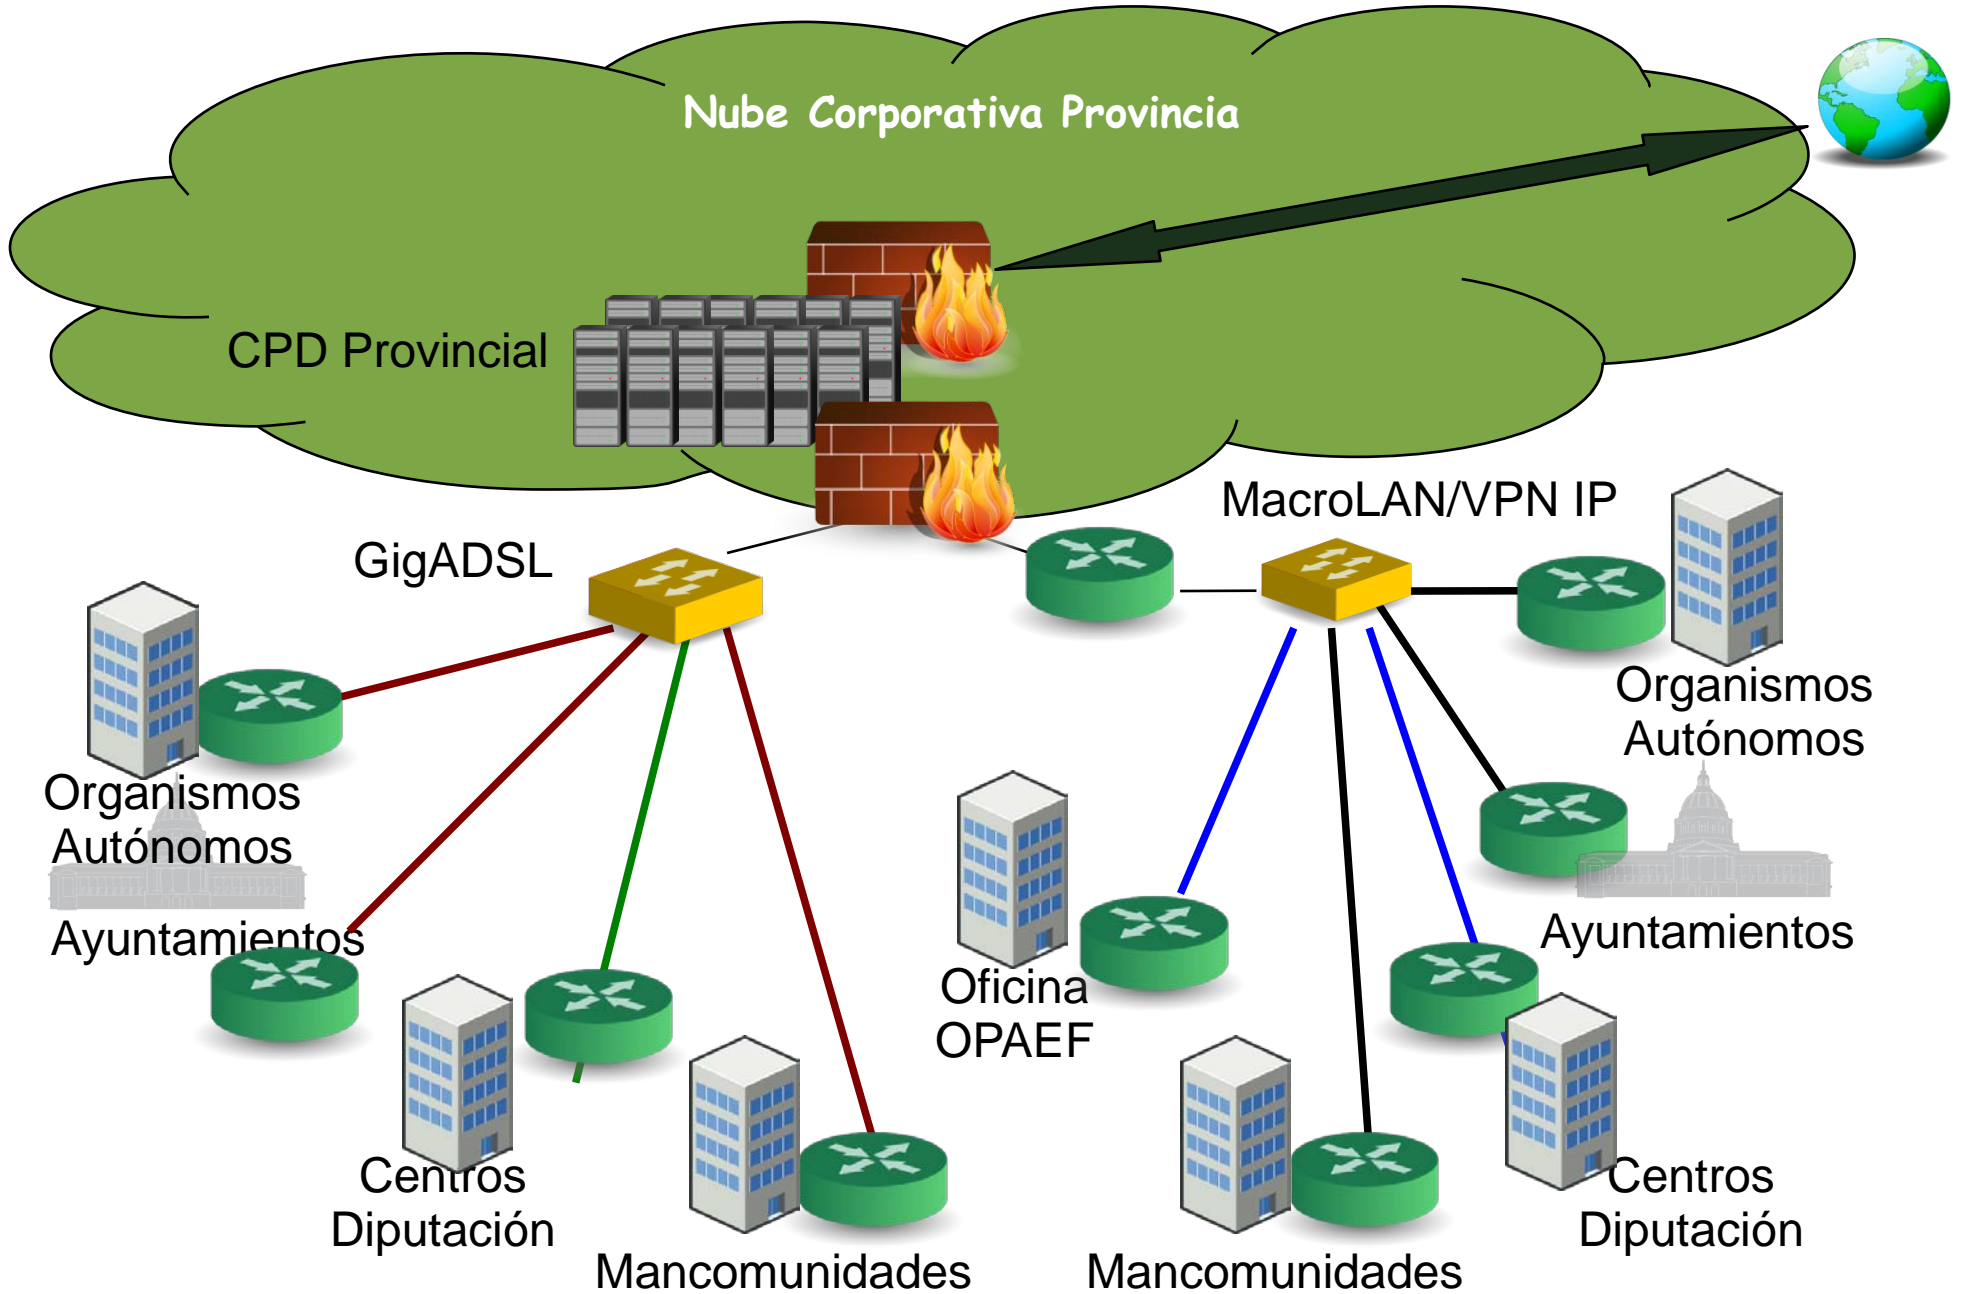 Nube Corporativa Provincia
CPD Provincial
MacroLAN/VPN IP
GigADSL
Organismos
Autónomos
Organismos
Autónomos
Ayuntamientos
Ayuntamientos
Oficina
OPAEF
Centros
Diputación
Centros
Diputación
Mancomunidades
Mancomunidades